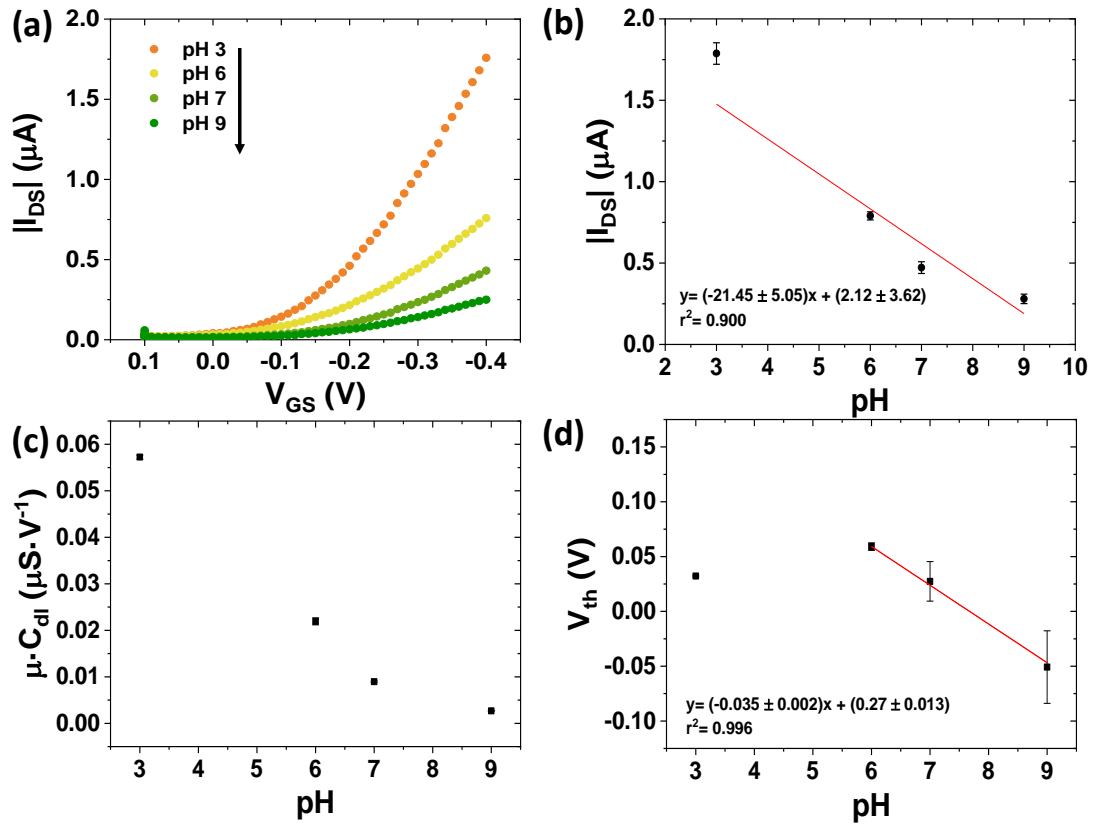 (a)
2.0
1.5
1.0
0.5
0.0
|I_DS| (μA)
pH 3
pH 6
pH 7
pH 9
0.1 0.0 -0.1 -0.2 -0.3 -0.4
V_GS (V)
(b)
2.0
1.5
1.0
0.5
0.0
|I_DS| (μA)
y= (-21.45 ± 5.05)x + (2.12 ± 3.62)
r²= 0.900
2 3 4 5 6 7 8 9 10
pH
(c)
0.06
0.05
0.04
0.03
0.02
0.01
0.00
μ·C_dl (μS·V⁻¹)
3 4 5 6 7 8 9
pH
(d)
0.15
0.10
0.05
0.00
-0.05
-0.10
V_th (V)
y= (-0.035 ± 0.002)x + (0.27 ± 0.013)
r²= 0.996
3 4 5 6 7 8 9
pH